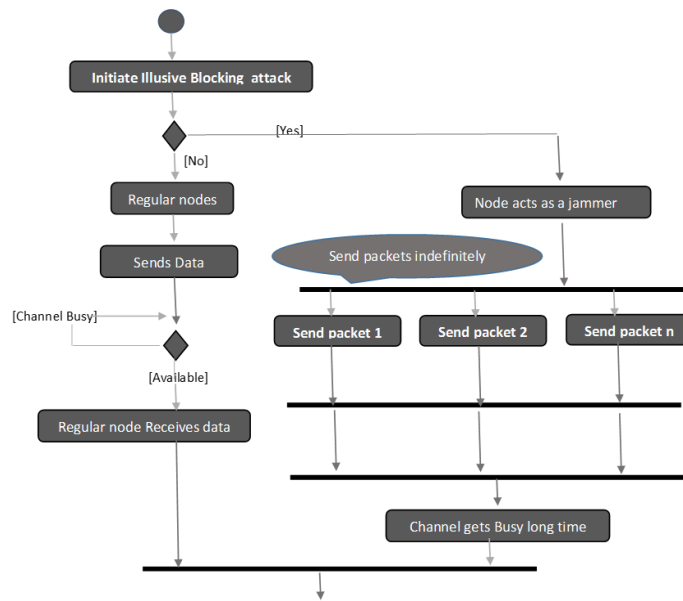 Initiate Illusive Blocking attack
[Yes]
[No]
Regular nodes
Node acts as a jammer
Sends Data
Send packets indefinitely
[Channel Busy]
Send packet 1
Send packet 2
Send packet n
[Available]
Regular node Receives data
Channel gets Busy long time